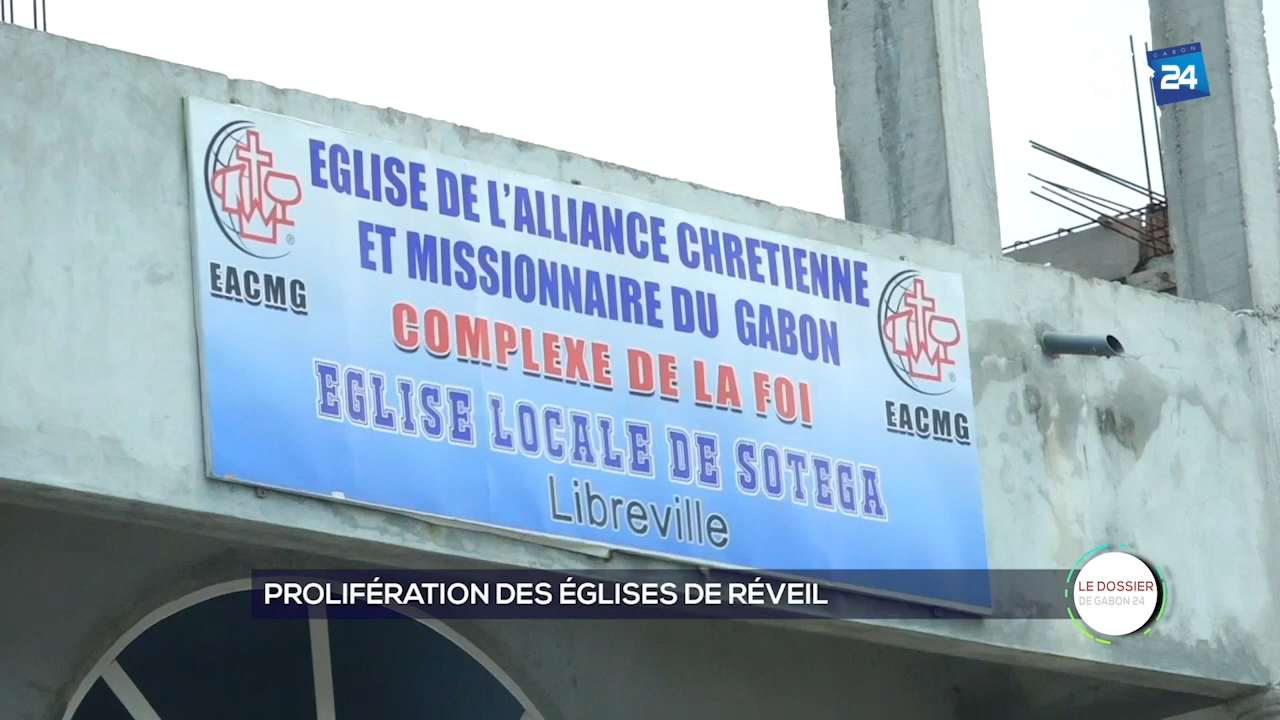 GABON
24
EGLISE DE L'ALLIANCE CHRETIENNE
ET MISSIONNAIRE DU GABON
COMPLEXE DE LA FOI
EGLISE LOCALE DE SOTEGA
Libreville
EACMG
®
EACMG
®
PROLIFÉRATION DES ÉGLISES DE RÉVEIL
LE DOSSIER
DE GABON 24